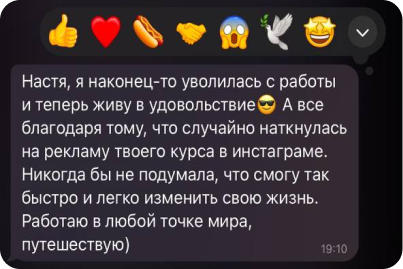 Настя, я наконец-то уволилась с работы
и теперь живу в удовольствие😎 А все
благодаря тому, что случайно наткнулась
на рекламу твоего курса в инстаграме.
Никогда бы не подумала, что смогу так
быстро и легко изменить свою жизнь.
Работаю в любой точке мира,
путешествую)
19:10